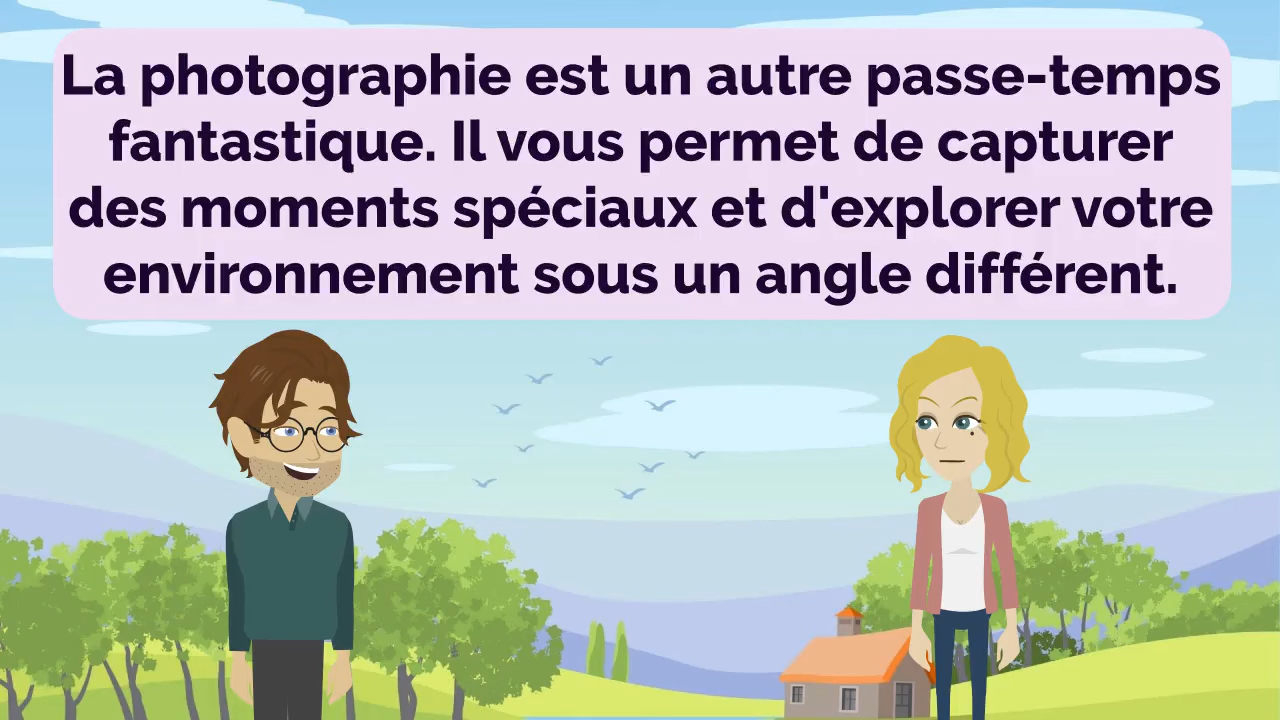 La photographie est un autre passe-temps
fantastique. Il vous permet de capturer
des moments spéciaux et d'explorer votre
environnement sous un angle différent.